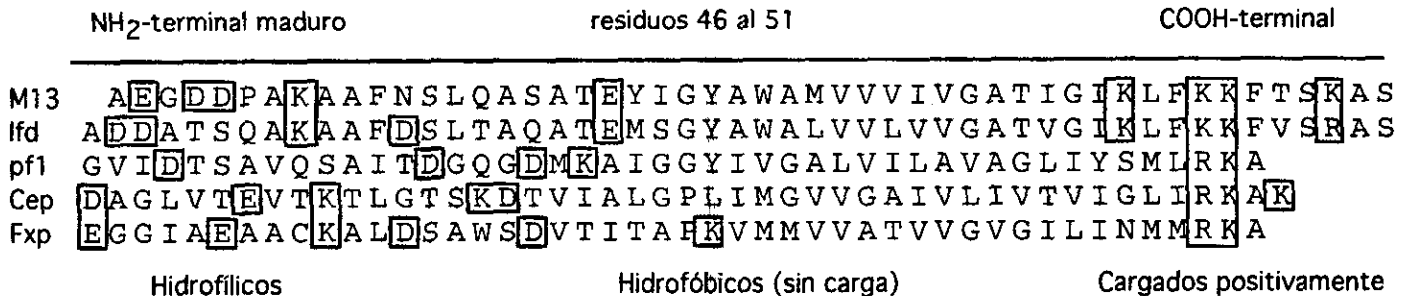 NH2-terminal maduro residuos 46 al 51 COOH-terminal
M13 AEGDDPAKAAFNSLQASATEYIGYAWAMVVVIVGATIGIKLFKKFTSKAS
Ifd ADDATSQAKAAFDSLTAQATEMSGYAWALVVLVVGATVGIKLFKKFVSRAS
pf1 GVIDTSAVQSAITDGQGDMKAIGGYIVGALVILAVAGLIYSMLRKA
Cep DAGLVTEVTKTLGTSKDTVIALGPLIMGVVGAIVLIVTVIGLIRKAK
Fxp EGGIAEAACKALDSAWSDVTITAPKVMMVVATVVGVGILINMMRKA
Hidrofílicos Hidrofóbicos (sin carga) Cargados positivamente